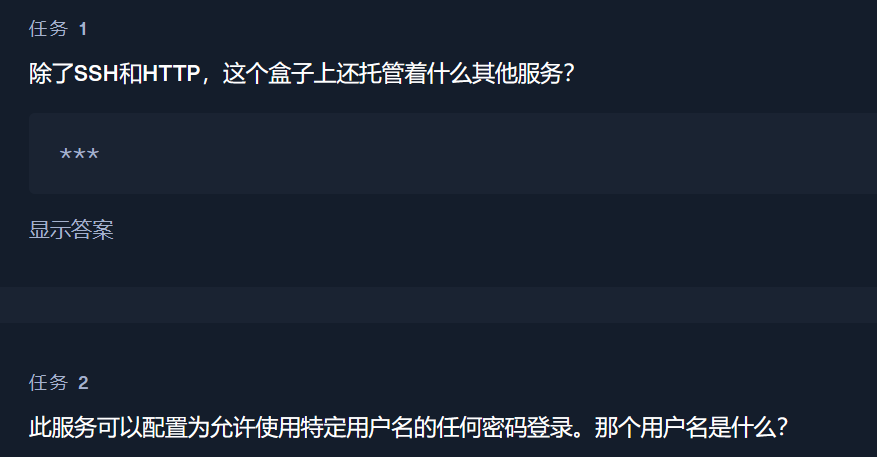 任务 1
除了SSH和HTTP，这个盒子上还托管着什么其他服务？
***
显示答案
任务 2
此服务可以配置为允许使用特定用户名的任何密码登录。那个用户名是什么？